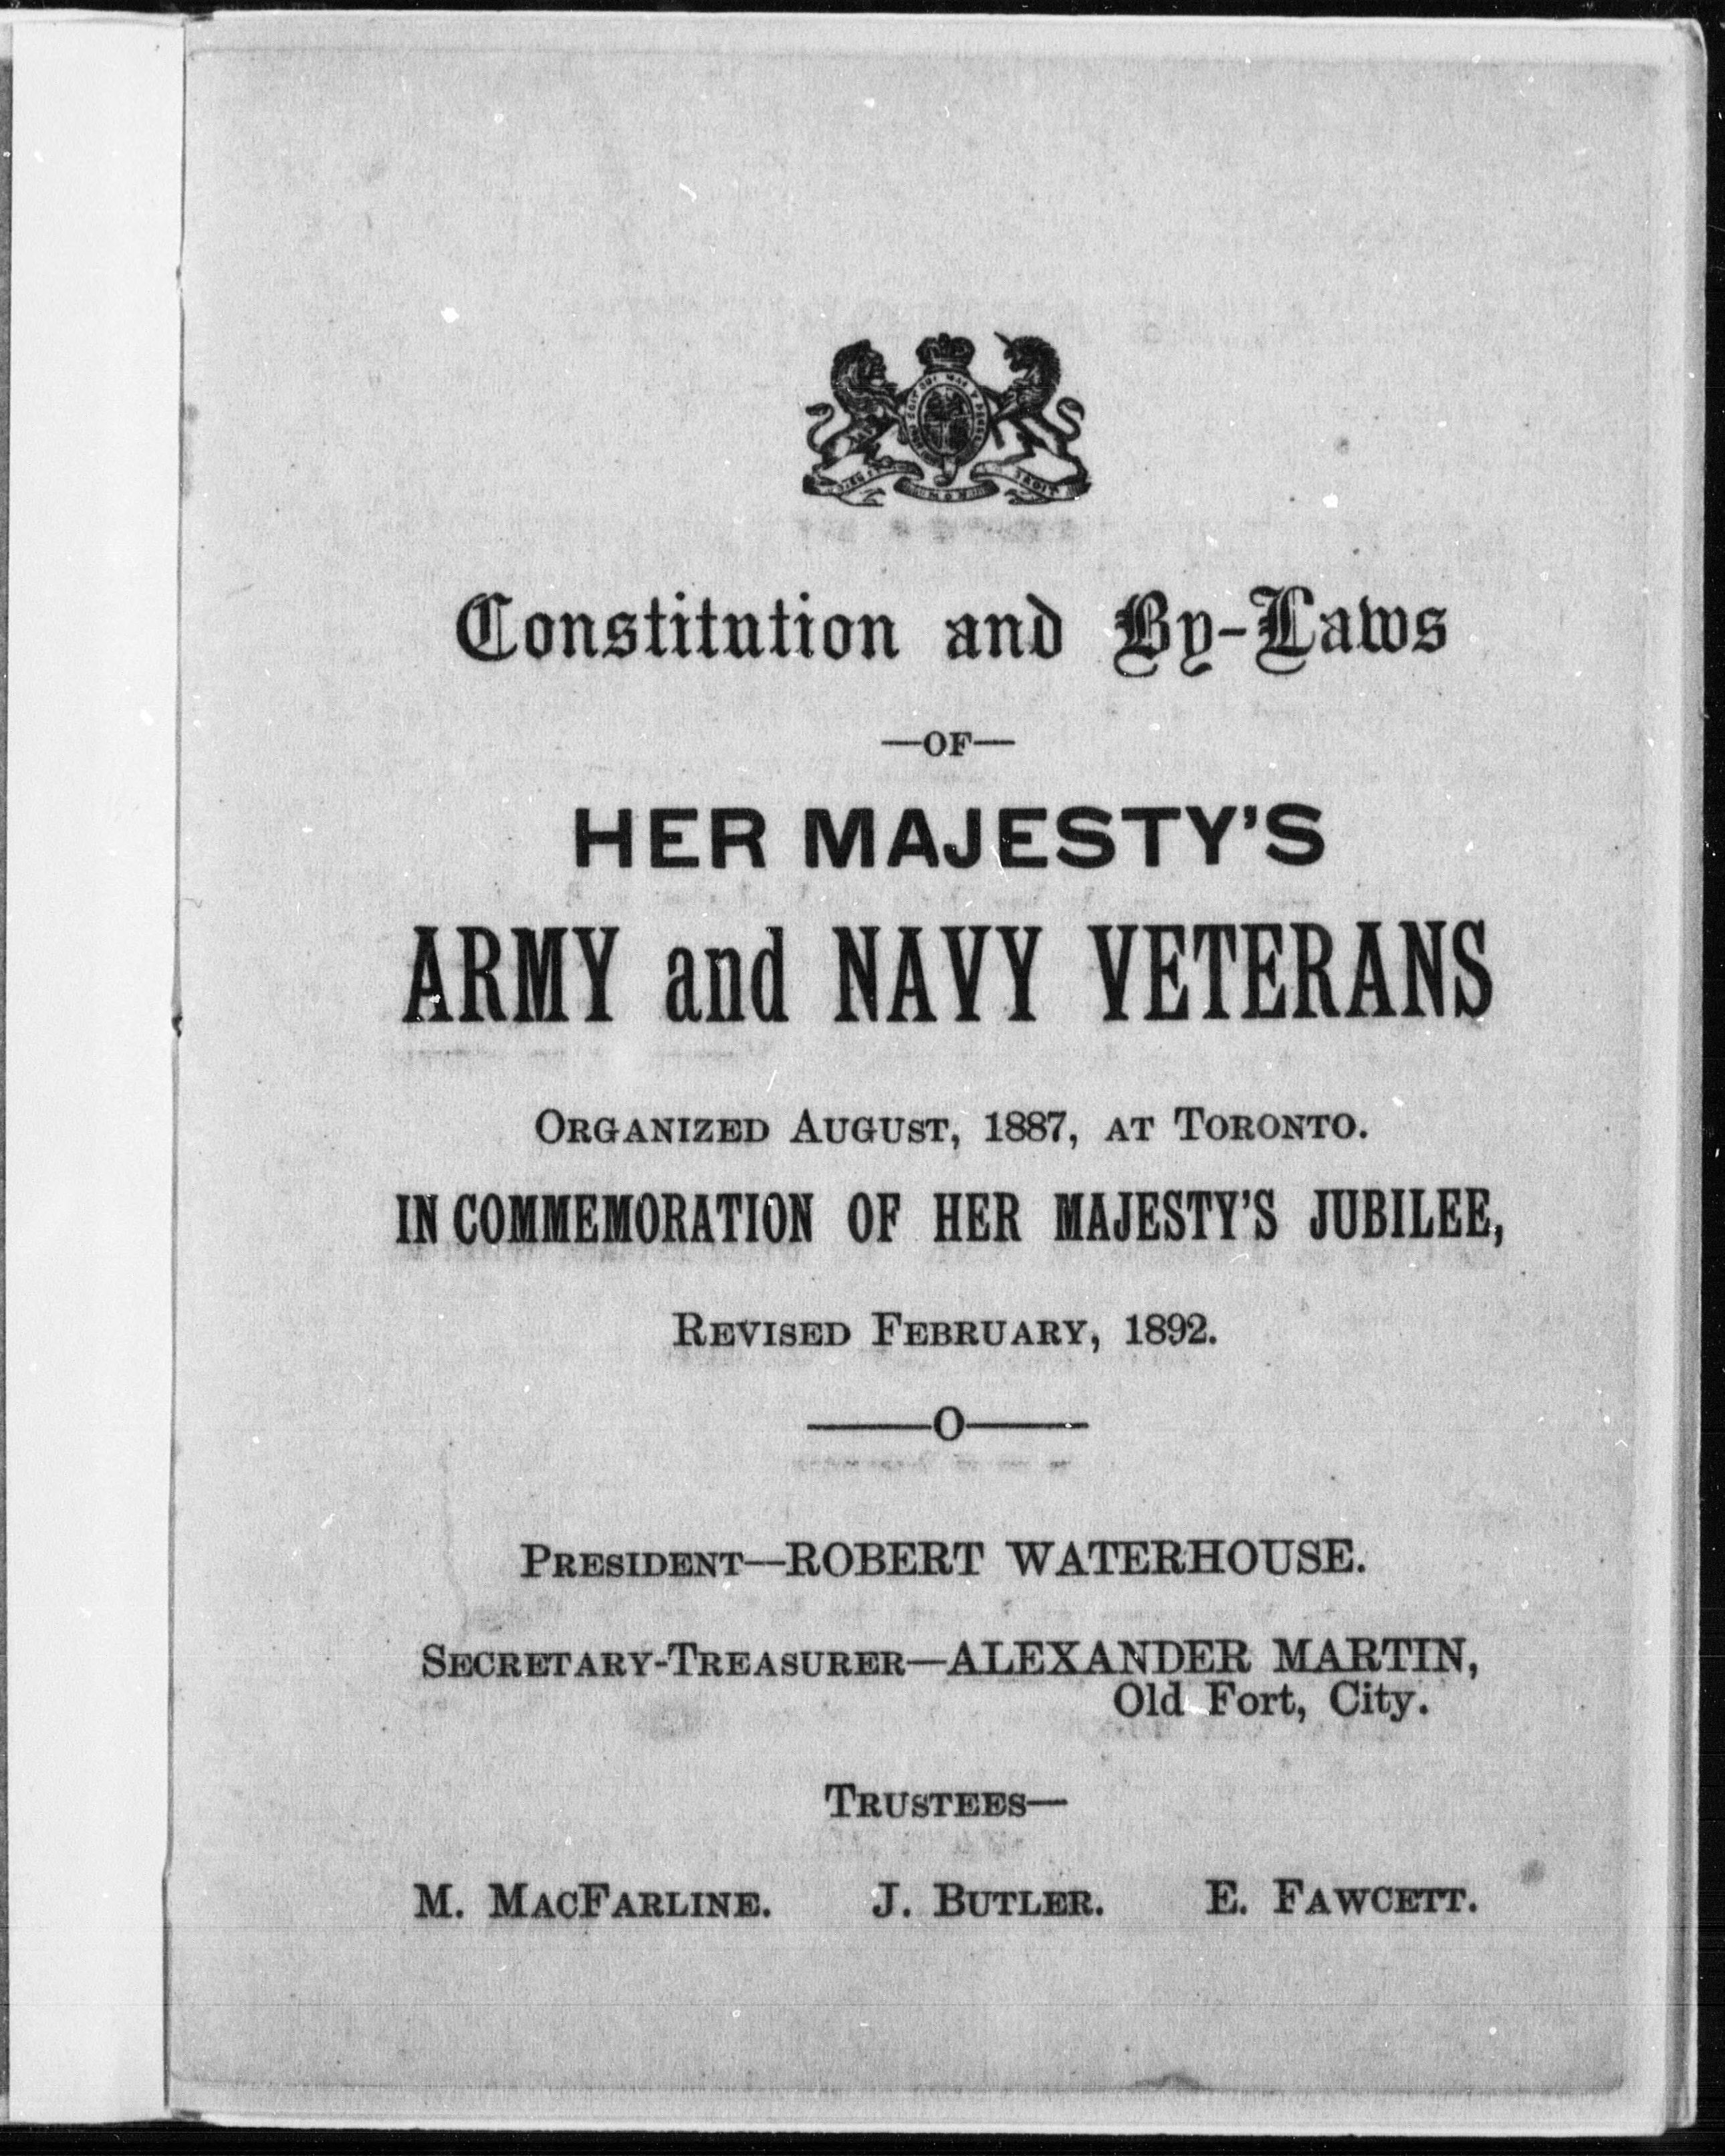 Constitution and By-Laws
—OF—
HER MAJESTY'S
ARMY and NAVY VETERANS
ORGANIZED AUGUST, 1887, AT TORONTO.
IN COMMEMORATION OF HER MAJESTY'S JUBILEE,
REVISED FEBRUARY, 1892.
———O———
PRESIDENT—ROBERT WATERHOUSE.
SECRETARY-TREASURER—ALEXANDER MARTIN,
Old Fort, City.
TRUSTEES—
M. MACFARLINE. J. BUTLER. E. FAWCETT.